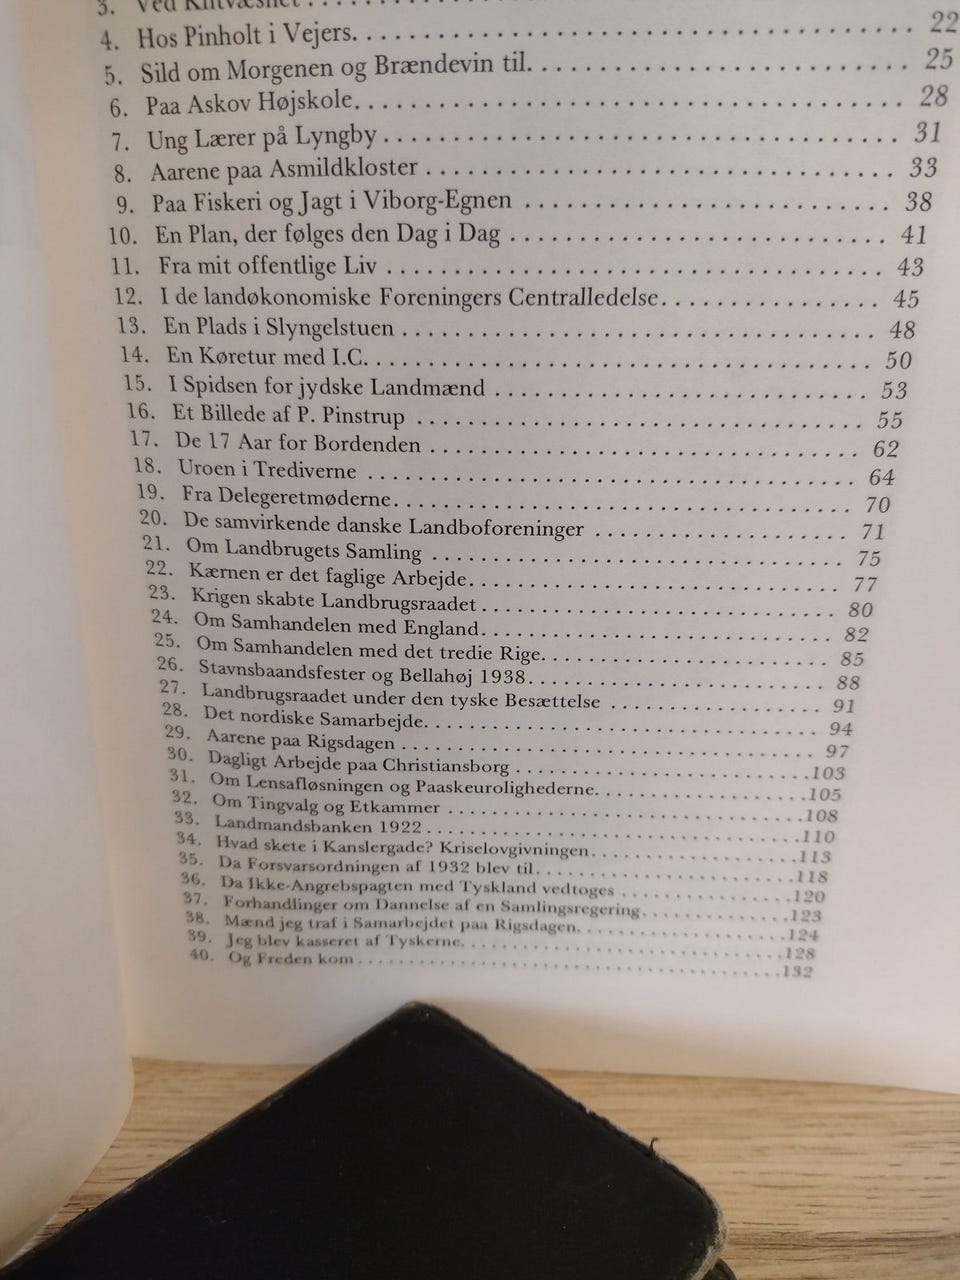 3. Ved Klitvæsnet . . . . . . . . . . . . . . . . . . . .
4. Hos Pinholt i Vejers. . . . . . . . . . . . . . . . . . . . 22
5. Sild om Morgenen og Brændevin til. . . . . . . . . . . . . . . . . . . . 25
6. Paa Askov Højskole. . . . . . . . . . . . . . . . . . . . 28
7. Ung Lærer på Lyngby . . . . . . . . . . . . . . . . . . . . 31
8. Aarene paa Asmildkloster . . . . . . . . . . . . . . . . . . . . 33
9. Paa Fiskeri og Jagt i Viborg-Egnen . . . . . . . . . . . . . . . . . . . . 38
10. En Plan, der følges den Dag i Dag . . . . . . . . . . . . . . . . . . . . 41
11. Fra mit offentlige Liv . . . . . . . . . . . . . . . . . . . . 43
12. I de landøkonomiske Foreningers Centralledelse. . . . . . . . . . . . . . 45
13. En Plads i Slyngelstuen . . . . . . . . . . . . . . . . . . . . 48
14. En Køretur med I.C. . . . . . . . . . . . . . . . . . . . . 50
15. I Spidsen for jydske Landmænd . . . . . . . . . . . . . . . . . . . . 53
16. Et Billede af P. Pinstrup . . . . . . . . . . . . . . . . . . . . 55
17. De 17 Aar for Bordenden . . . . . . . . . . . . . . . . . . . . 62
18. Uroen i Trediverne . . . . . . . . . . . . . . . . . . . . 64
19. Fra Delegeretmøderne. . . . . . . . . . . . . . . . . . . . 70
20. De samvirkende danske Landboforeninger . . . . . . . . . . . . . . . . . 71
21. Om Landbrugets Samling . . . . . . . . . . . . . . . . . . . . 75
22. Kærnen er det faglige Arbejde. . . . . . . . . . . . . . . . . . . . 77
23. Krigen skabte Landbrugsraadet . . . . . . . . . . . . . . . . . . . . 80
24. Om Samhandelen med England. . . . . . . . . . . . . . . . . . . . 82
25. Om Samhandelen med det tredie Rige. . . . . . . . . . . . . . . . . . . . 85
26. Stavnsbaandsfester og Bellahøj 1938. . . . . . . . . . . . . . . . . . . . 88
27. Landbrugsraadet under den tyske Besættelse . . . . . . . . . . . . . . . . 91
28. Det nordiske Samarbejde. . . . . . . . . . . . . . . . . . . . 94
29. Aarene paa Rigsdagen . . . . . . . . . . . . . . . . . . . . 97
30. Dagligt Arbejde paa Christiansborg . . . . . . . . . . . . . . . . . . . . 103
31. Om Lensafløsningen og Paaskeurolighederne. . . . . . . . . . . . . . . . 105
32. Om Tingvalg og Etkammer . . . . . . . . . . . . . . . . . . . . 108
33. Landmandsbanken 1922 . . . . . . . . . . . . . . . . . . . . 110
34. Hvad skete i Kanslergade? Kriselovgivningen. . . . . . . . . . . . . . . . 113
35. Da Forsvarsordningen af 1932 blev til. . . . . . . . . . . . . . . . . . . . 118
36. Da Ikke-Angrebspagten med Tyskland vedtoges . . . . . . . . . . . . . . . 120
37. Forhandlinger om Dannelse af en Samlingsregering. . . . . . . . . . . . . 123
38. Mænd jeg traf i Samarbejdet paa Rigsdagen. . . . . . . . . . . . . . . . . 124
39. Jeg blev kasseret af Tyskerne. . . . . . . . . . . . . . . . . . . . 128
40. Og Freden kom . . . . . . . . . . . . . . . . . . . . 132